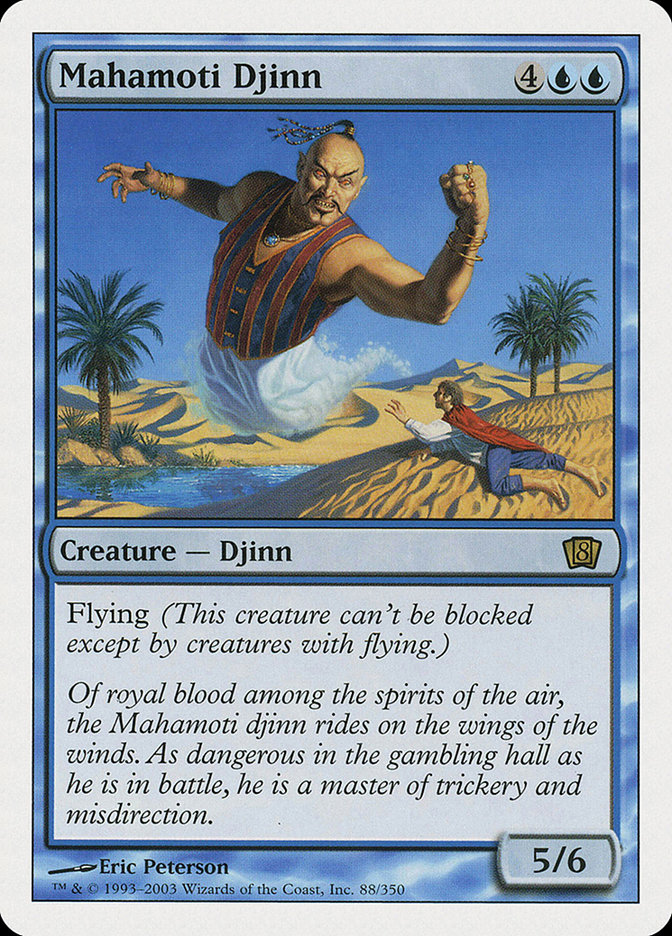 Mahamoti Djinn
4
Creature — Djinn
8
Flying (This creature can't be blocked
except by creatures with flying.)
Of royal blood among the spirits of the air,
the Mahamoti djinn rides on the wings of the
winds. As dangerous in the gambling hall as
he is in battle, he is a master of trickery and
misdirection.
5/6
Eric Peterson
™ & © 1993–2003 Wizards of the Coast, Inc. 88/350